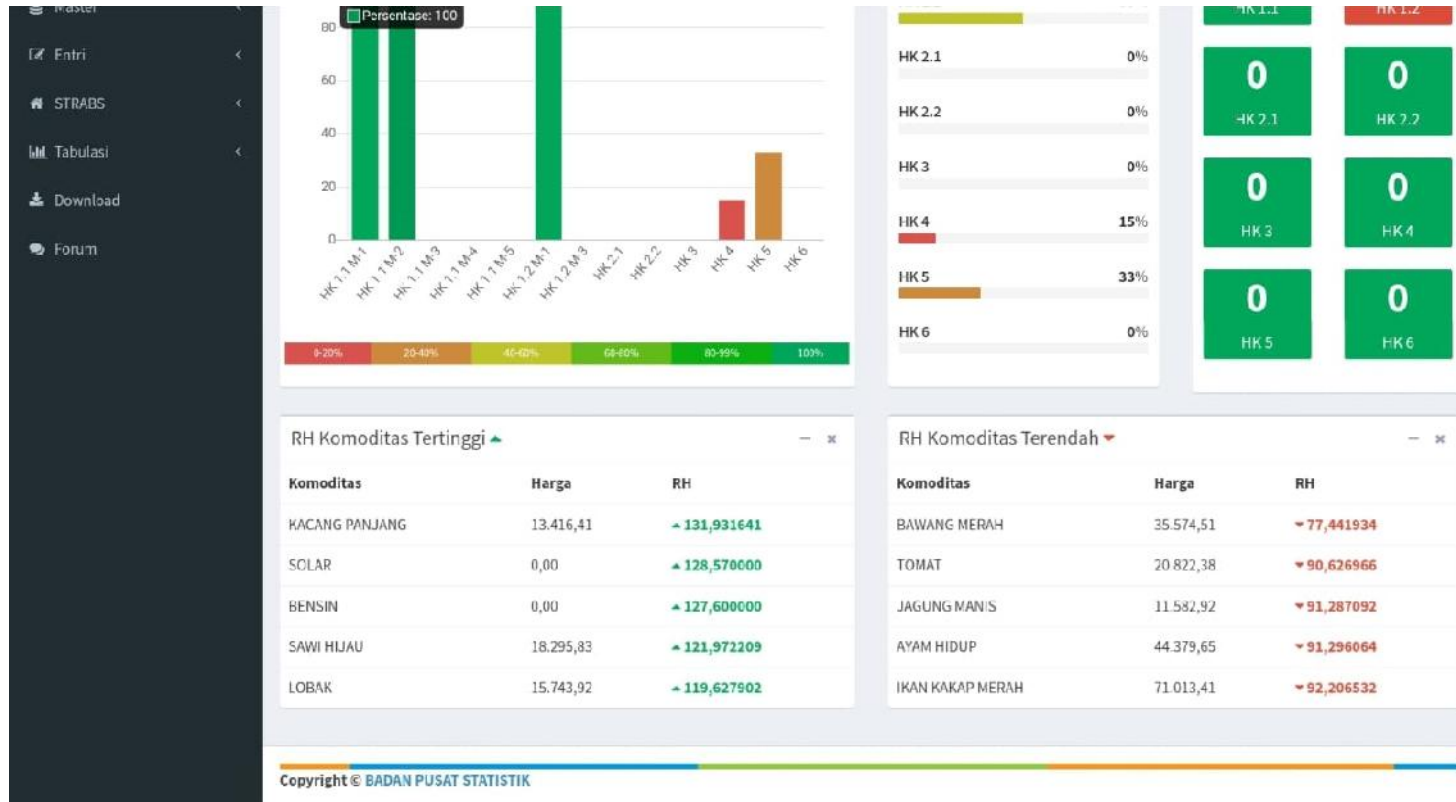 Master
Entri
STRABS
Tabulasi
Download
Forum
Persentase: 100
80
60
40
20
0
HK 1.1 M-1
HK 1.1 M-2
HK 1.1 M-3
HK 1.1 M-4
HK 1.1 M-5
HK 1.2 M-1
HK 1.2 M-3
HK 2.1
HK 2.2
HK 3
HK 4
HK 5
HK 6
0-20% 20-40% 40-60% 60-80% 80-99% 100%
HK 2.1 0%
HK 2.2 0%
HK 3 0%
HK 4 15%
HK 5 33%
HK 6 0%
HK 1.1 HK 1.2
0 0
HK 2.1 HK 2.2
0 0
HK 3 HK 4
0 0
HK 5 HK 6
RH Komoditas Tertinggi
Komoditas Harga RH
KACANG PANJANG 13.416,41 131,931641
SOLAR 0,00 128,570000
BENSIN 0,00 127,600000
SAWI HIJAU 18.295,83 121,972209
LOBAK 15.743,92 119,627902
RH Komoditas Terendah
Komoditas Harga RH
BAWANG MERAH 35.574,51 77,441934
TOMAT 20.822,38 90,626966
JAGUNG MANIS 11.582,92 91,287092
AYAM HIDUP 44.379,65 91,296064
IKAN KAKAP MERAH 71.013,41 92,206532
Copyright © BADAN PUSAT STATISTIK